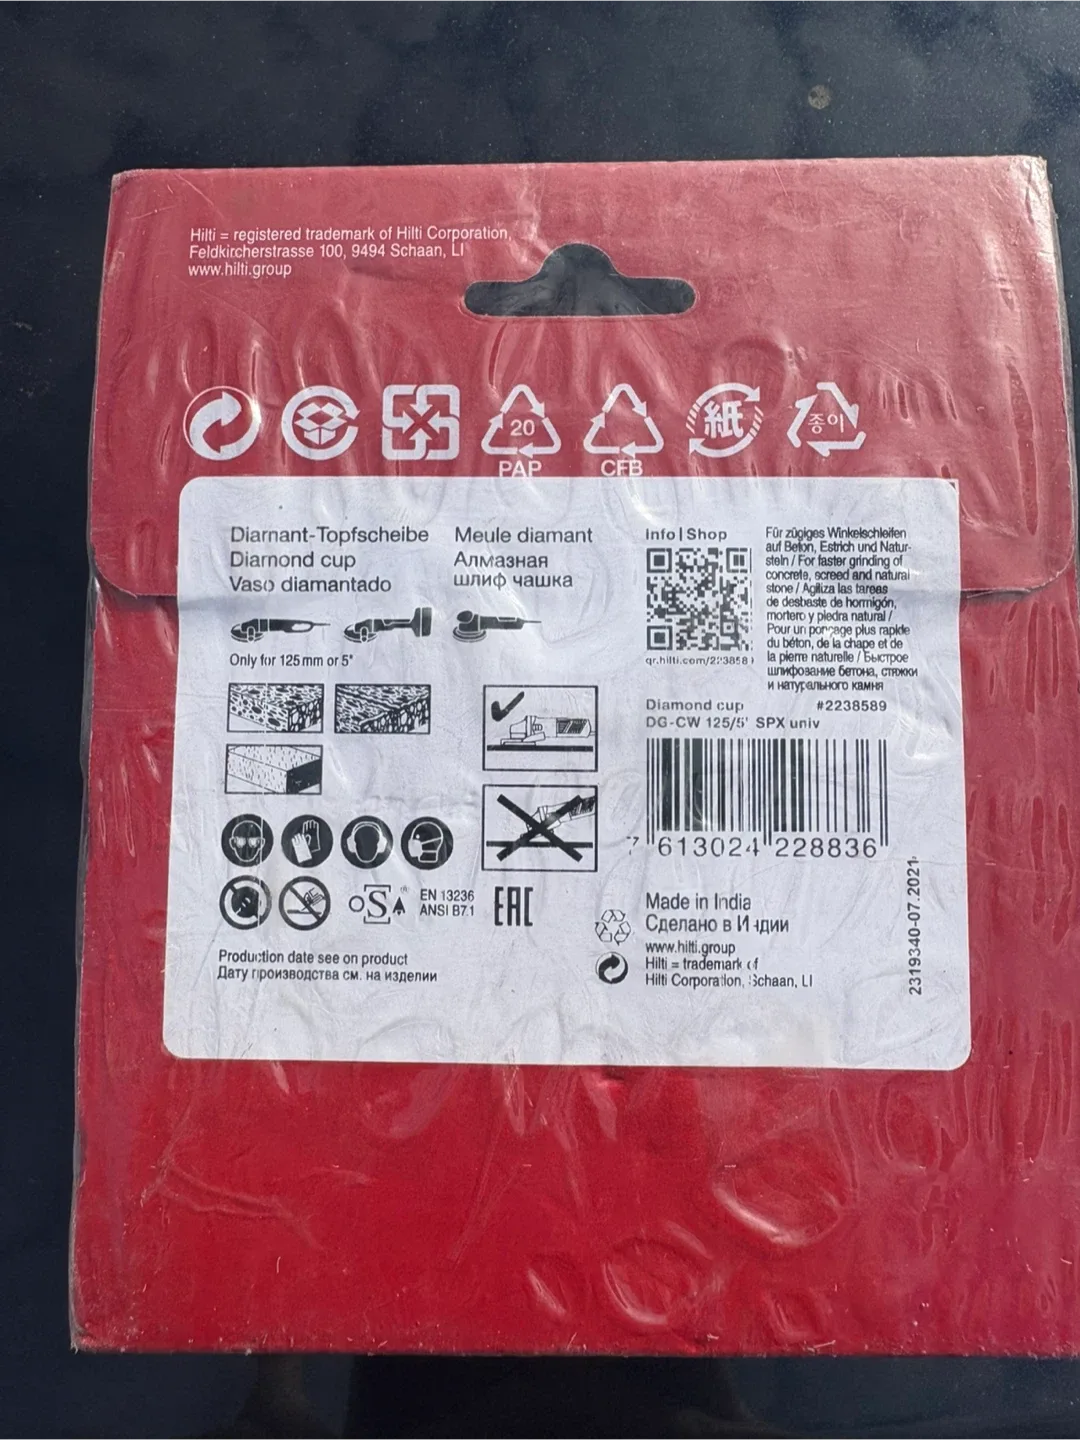 Hilti = registered trademark of Hilti Corporation,
Feldkircherstrasse 100, 9494 Schaan, LI
www.hilti.group
20
PAP
CFB
紙
종이
Diamant-Topfscheibe
Diamond cup
Vaso diamantado
Meule diamant
Алмазная
шлиф чашка
Only for 125 mm or 5"
Info | Shop
Für zügiges Winkelschleifen
auf Beton, Estrich und Natur-
stein / For faster grinding of
concrete, screed and natural
stone / Agiliza las tareas
de desbaste de hormigón,
mortero y piedra natural /
Pour un ponçage plus rapide
du béton, de la chape et de
la pierre naturelle / Быстрое
шлифование бетона, стяжки
и натурального камня
Diamond cup #2238589
DG-CW 125/5" SPX univ
7 613024 228836
oSa
EN 13236
ANSI B7.1
EAC
Production date see on product
Дату производства см. на изделии
Made in India
Сделано в Индии
www.hilti.group
Hilti = trademark of
Hilti Corporation, Schaan, LI
2319340-07.2021